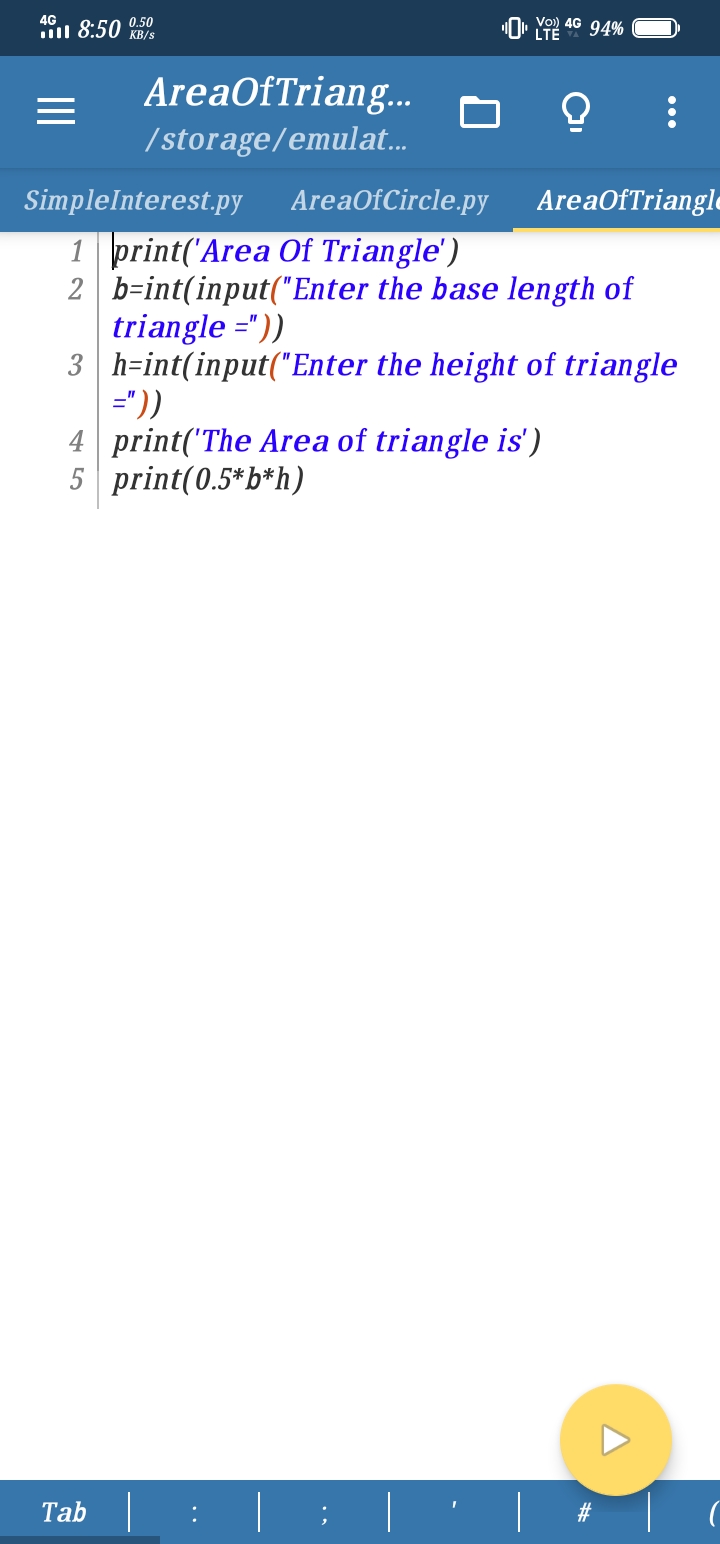 4G 8:50 0.50 KB/s Vo)) LTE 4G 94%
AreaOfTriang...
/storage/emulat...
SimpleInterest.py AreaOfCircle.py AreaOfTriangle
1 print('Area Of Triangle')
2 b=int(input("Enter the base length of
triangle ="))
3 h=int(input("Enter the height of triangle
="))
4 print('The Area of triangle is')
5 print(0.5*b*h)
Tab : ; ' # (